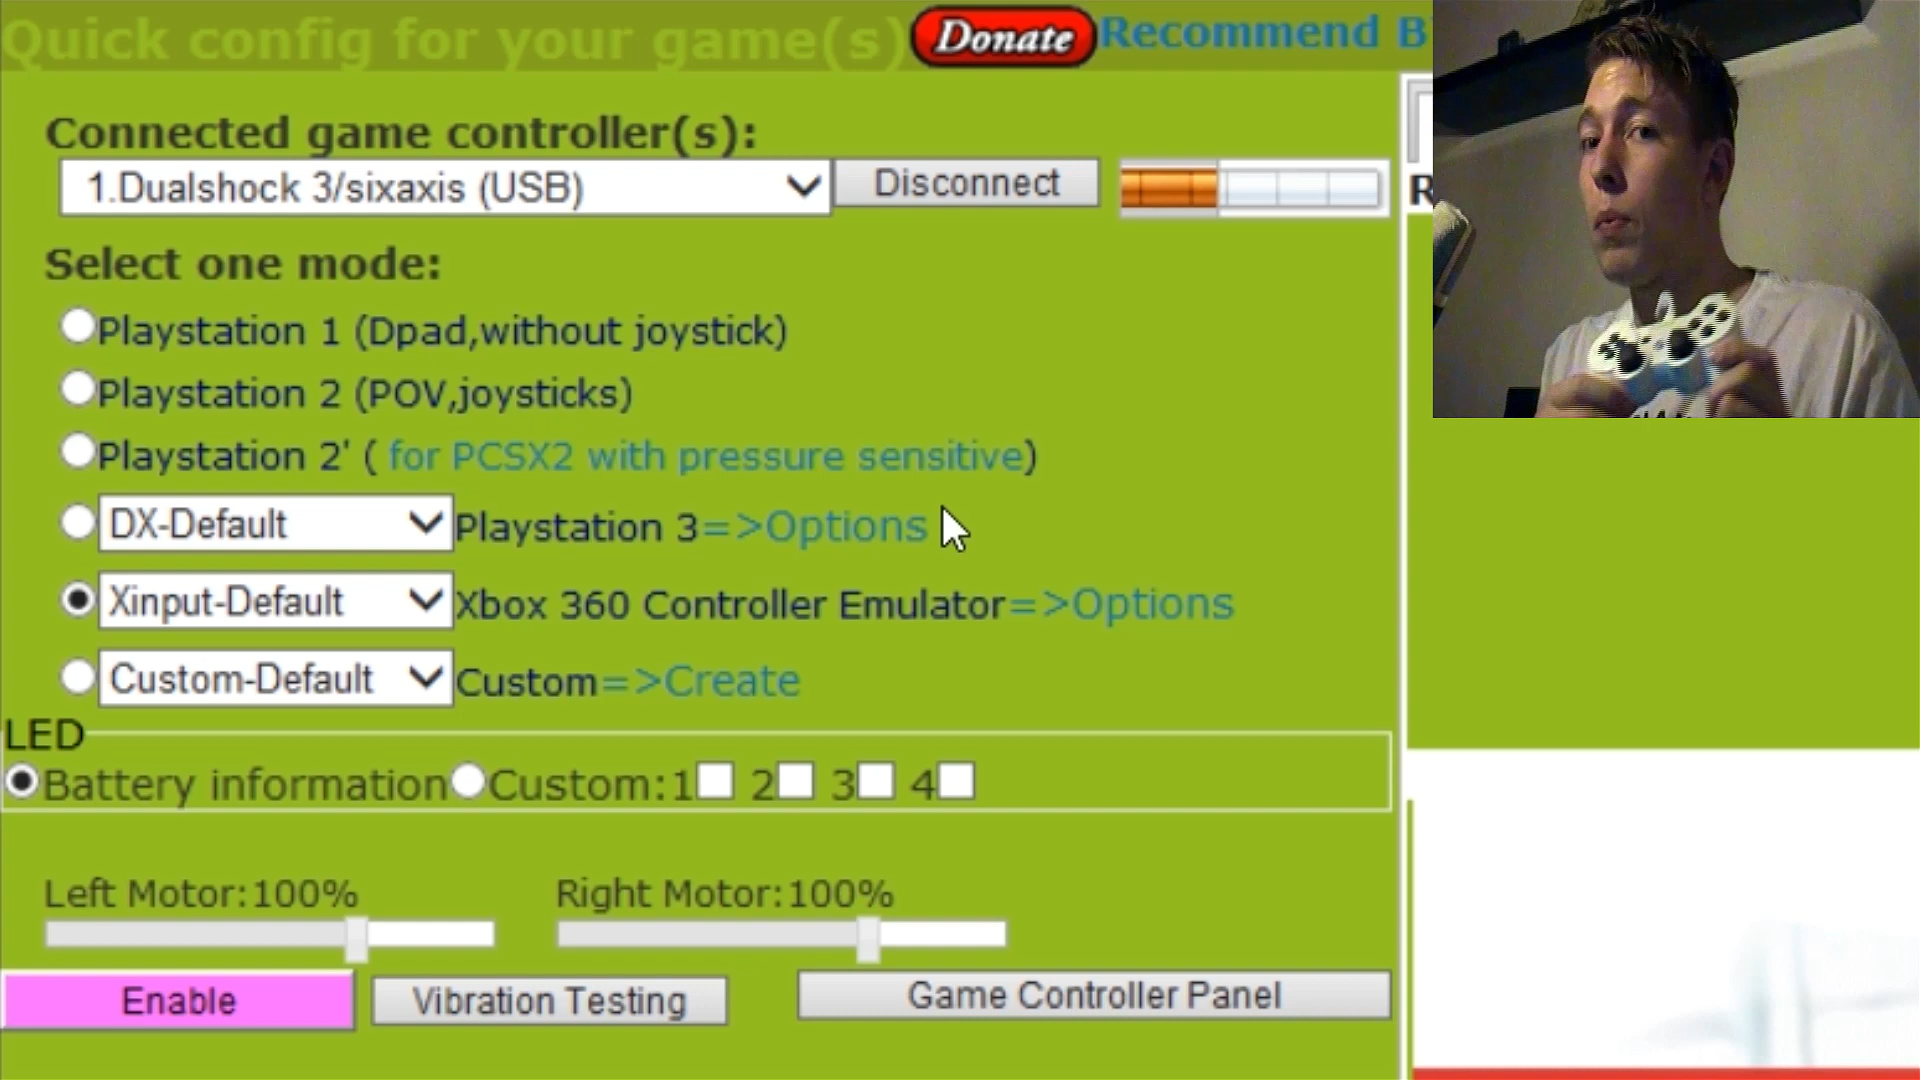 Quick config for your game(s)
Donate
Recommend B
Connected game controller(s):
1.Dualshock 3/sixaxis (USB)
Disconnect
R
Select one mode:
Playstation 1 (Dpad,without joystick)
Playstation 2 (POV,joysticks)
Playstation 2' ( for PCSX2 with pressure sensitive)
DX-Default
Playstation 3=>Options
Xinput-Default
Xbox 360 Controller Emulator=>Options
Custom-Default
Custom=>Create
LED
Battery information
Custom:1 2 3 4
Left Motor:100%
Right Motor:100%
Enable
Vibration Testing
Game Controller Panel